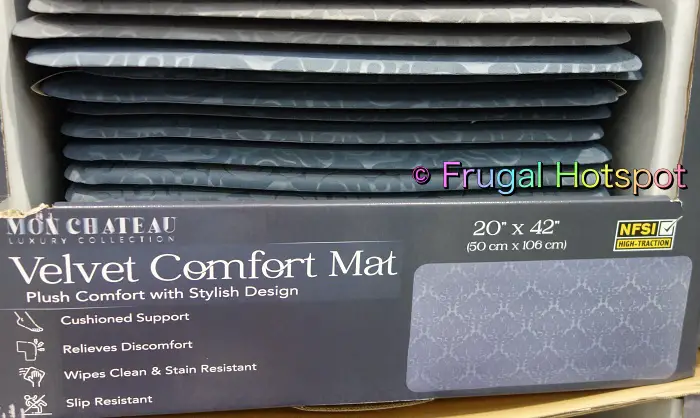 © Frugal Hotspot
MON CHATEAU
LUXURY COLLECTION
Velvet Comfort Mat
Plush Comfort with Stylish Design
Cushioned Support
Relieves Discomfort
Wipes Clean & Stain Resistant
Slip Resistant
20" x 42"
(50 cm x 106 cm)
NFSI
HIGH-TRACTION